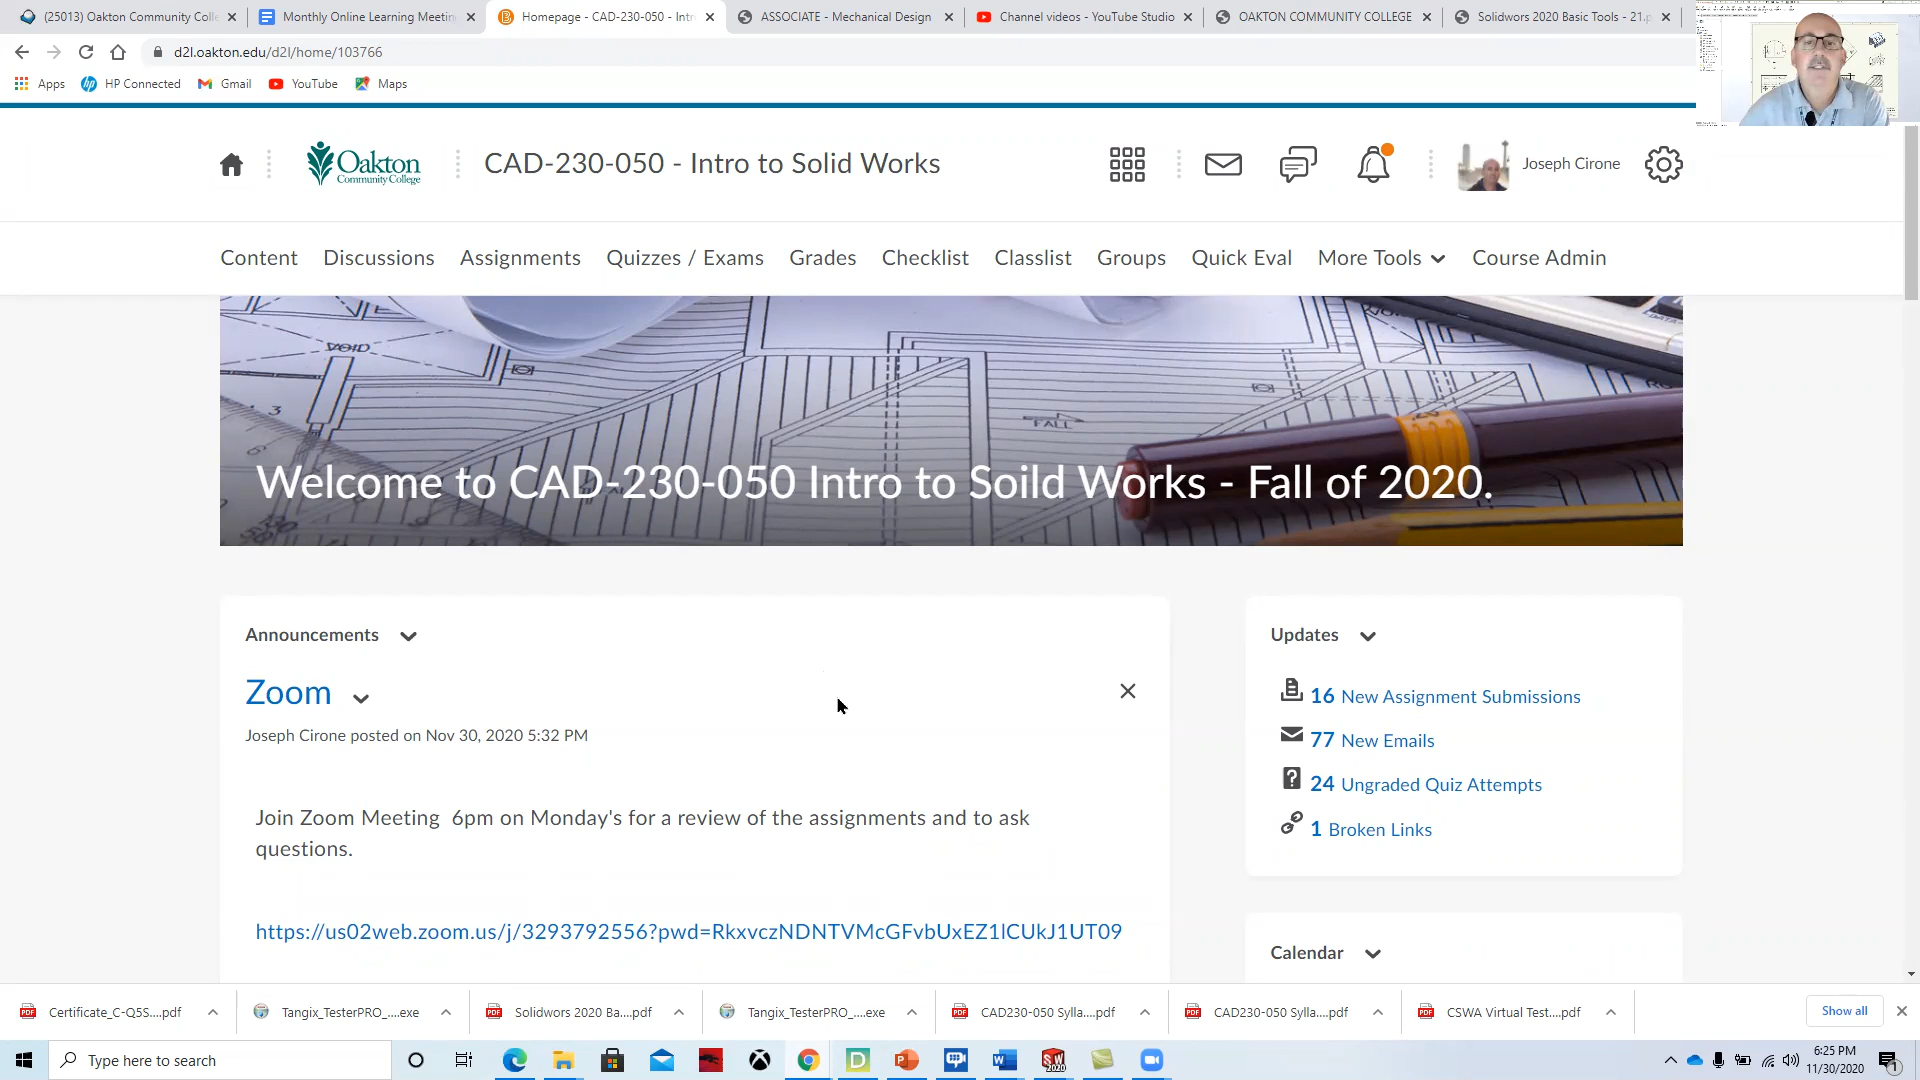 (25013) Oakton Community Colle
Monthly Online Learning Meetin
Homepage - CAD-230-050 - Intr
ASSOCIATE - Mechanical Design
Channel videos - YouTube Studio
OAKTON COMMUNITY COLLEGE
Solidwors 2020 Basic Tools - 21.p
d2l.oakton.edu/d2l/home/103766
Apps
HP Connected
Gmail
YouTube
Maps
Oakton
Community College
CAD-230-050 - Intro to Solid Works
Joseph Cirone
Content
Discussions
Assignments
Quizzes / Exams
Grades
Checklist
Classlist
Groups
Quick Eval
More Tools
Course Admin
VOID
3
FALL
Welcome to CAD-230-050 Intro to Soild Works - Fall of 2020.
Announcements
Zoom
Joseph Cirone posted on Nov 30, 2020 5:32 PM
Join Zoom Meeting  6pm on Monday's for a review of the assignments and to ask
questions.
https://us02web.zoom.us/j/3293792556?pwd=RkxvczNDNTVMcGFvbUxEZ1lCUkJ1UT09
Updates
16 New Assignment Submissions
77 New Emails
24 Ungraded Quiz Attempts
1 Broken Links
Calendar
Certificate_C-Q5S....pdf
Tangix_TesterPRO_....exe
Solidwors 2020 Ba....pdf
Tangix_TesterPRO_....exe
CAD230-050 Sylla....pdf
CAD230-050 Sylla....pdf
CSWA Virtual Test....pdf
Show all
Type here to search
6:25 PM
11/30/2020
1